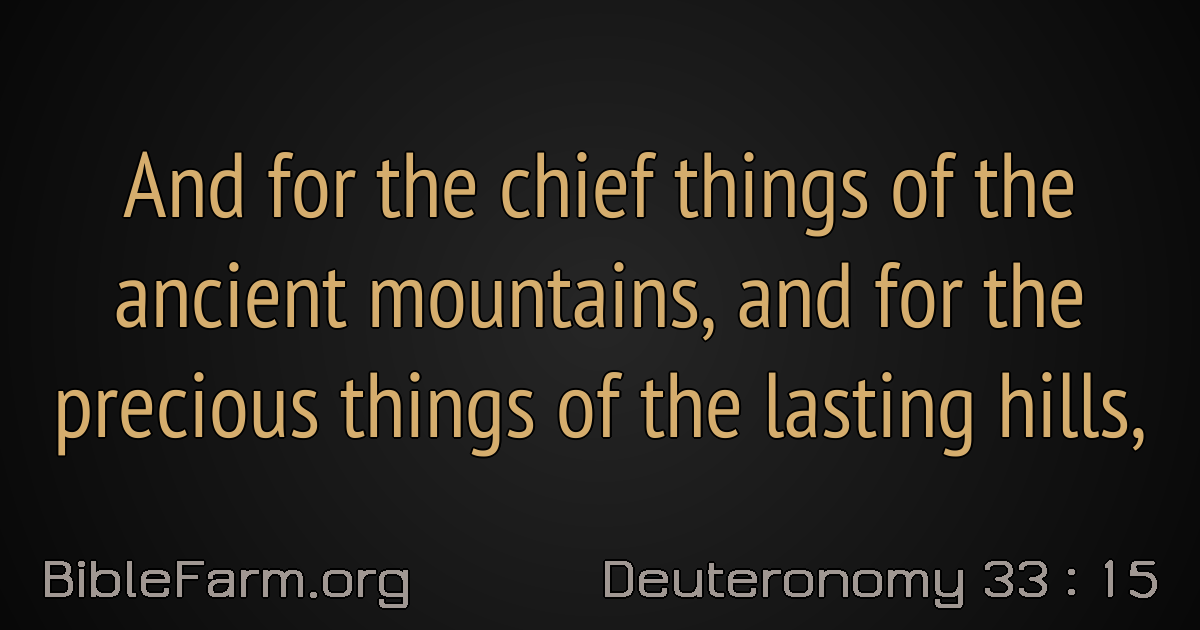 And for the chief things of the
ancient mountains, and for the
precious things of the lasting hills,
BibleFarm.org
Deuteronomy 33 : 15